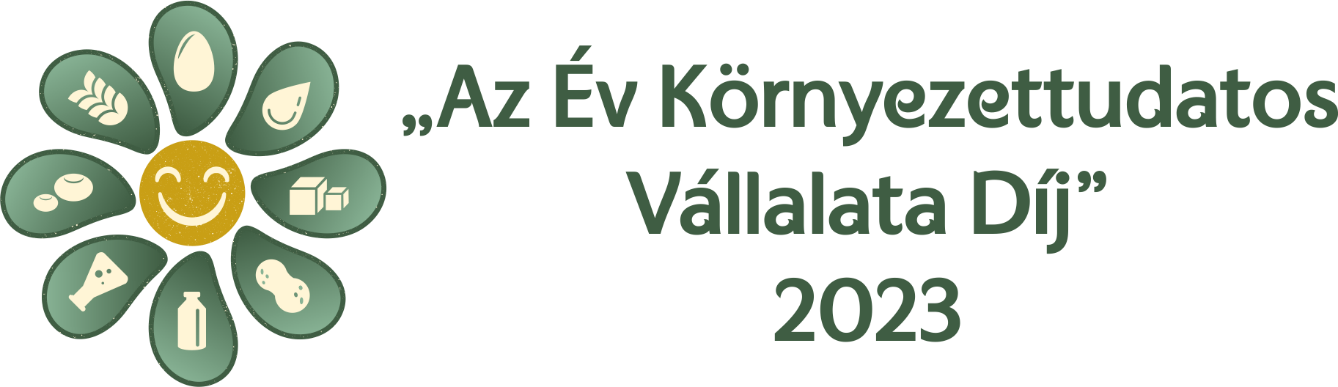 „Az Év Környezettudatos
Vállalata Díj”
2023